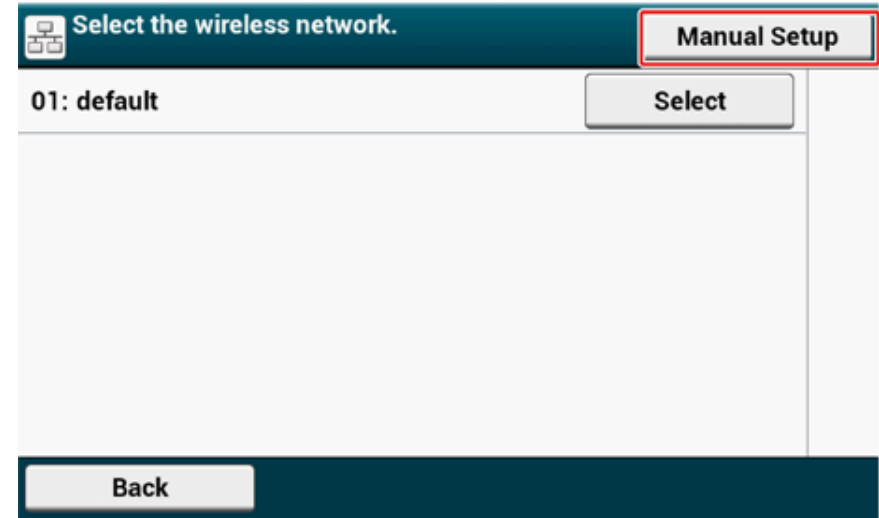 Select the wireless network.
Manual Setup
01: default
Select
Back